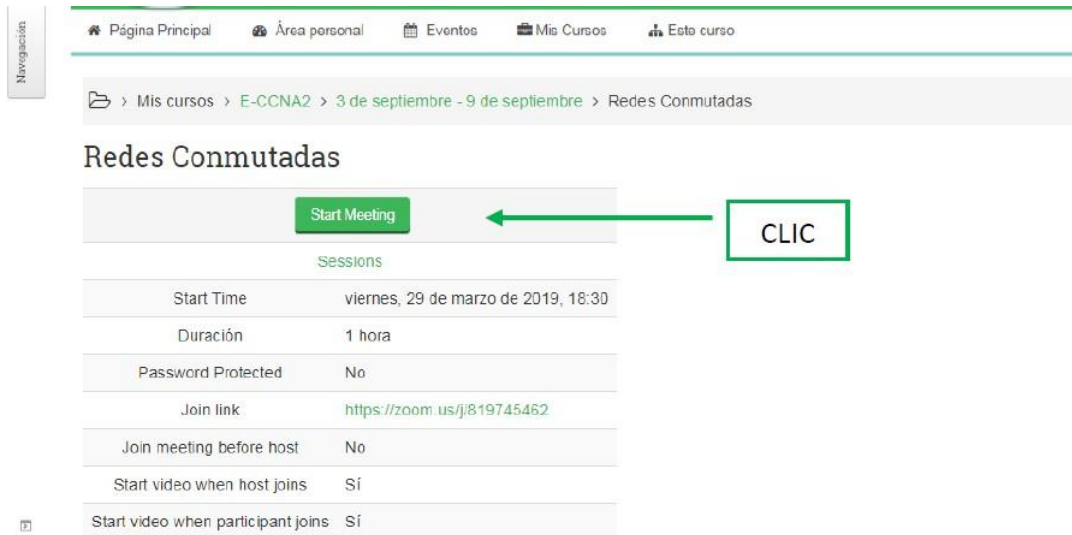 Navegación
Página Principal Área personal Eventos Mis Cursos Este curso
> Mis cursos > E-CCNA2 > 3 de septiembre - 9 de septiembre > Redes Conmutadas
Redes Conmutadas
Start Meeting
CLIC
Sessions
Start Time viernes, 29 de marzo de 2019, 18:30
Duración 1 hora
Password Protected No
Join link https://zoom.us/j/819745462
Join meeting before host No
Start video when host joins Sí
Start video when participant joins Sí